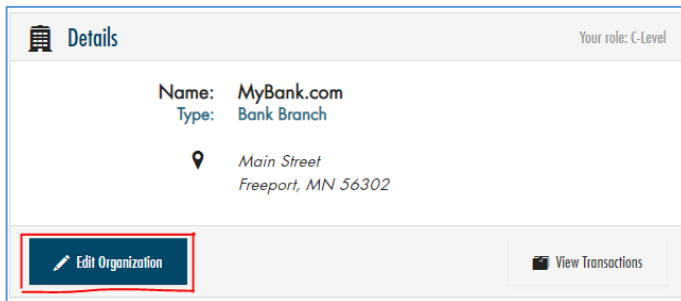 Details
Your role: C-Level
Name: MyBank.com
Type: Bank Branch
Main Street
Freeport, MN 56302
Edit Organization
View Transactions